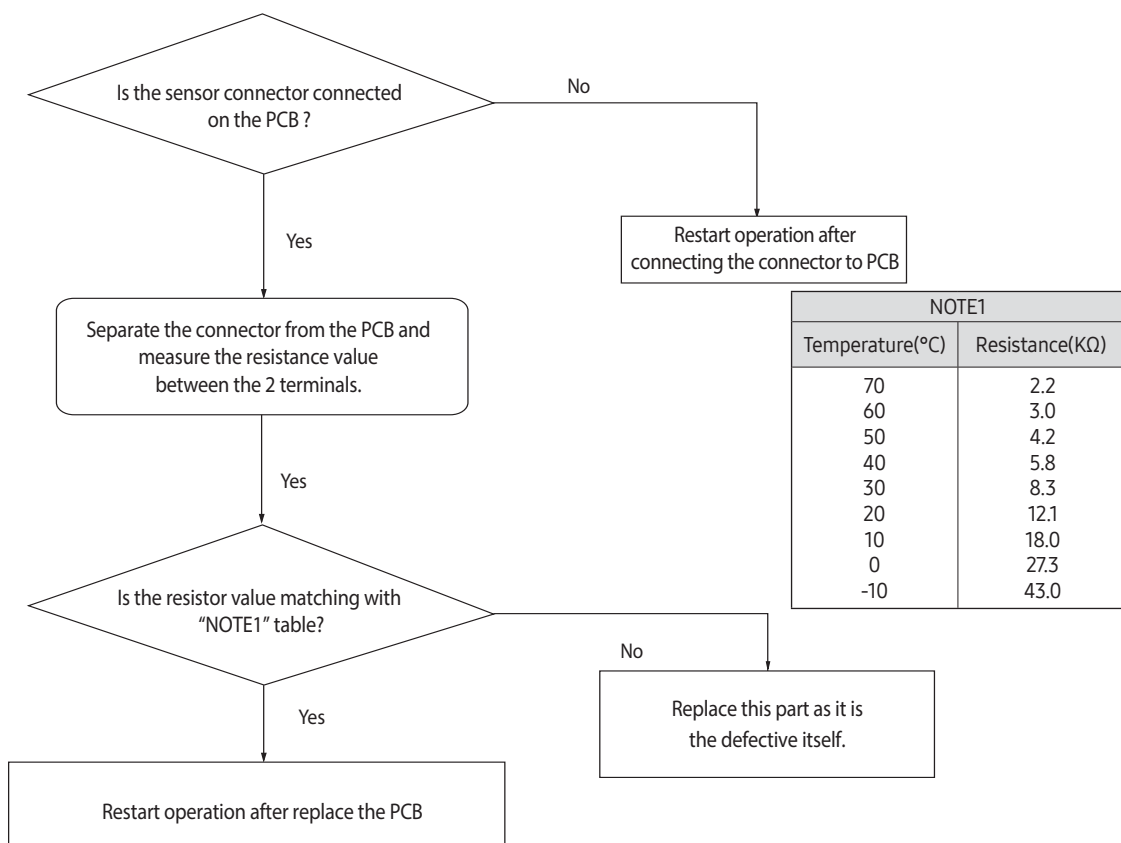 Is the sensor connector connected
on the PCB ?
No
Yes
Restart operation after
connecting the connector to PCB
Separate the connector from the PCB and
measure the resistance value
between the 2 terminals.
NOTE1
Temperature(°C) Resistance(KΩ)
70 2.2
60 3.0
50 4.2
40 5.8
30 8.3
20 12.1
10 18.0
0 27.3
-10 43.0
Yes
Is the resistor value matching with
“NOTE1” table?
No
Yes
Replace this part as it is
the defective itself.
Restart operation after replace the PCB